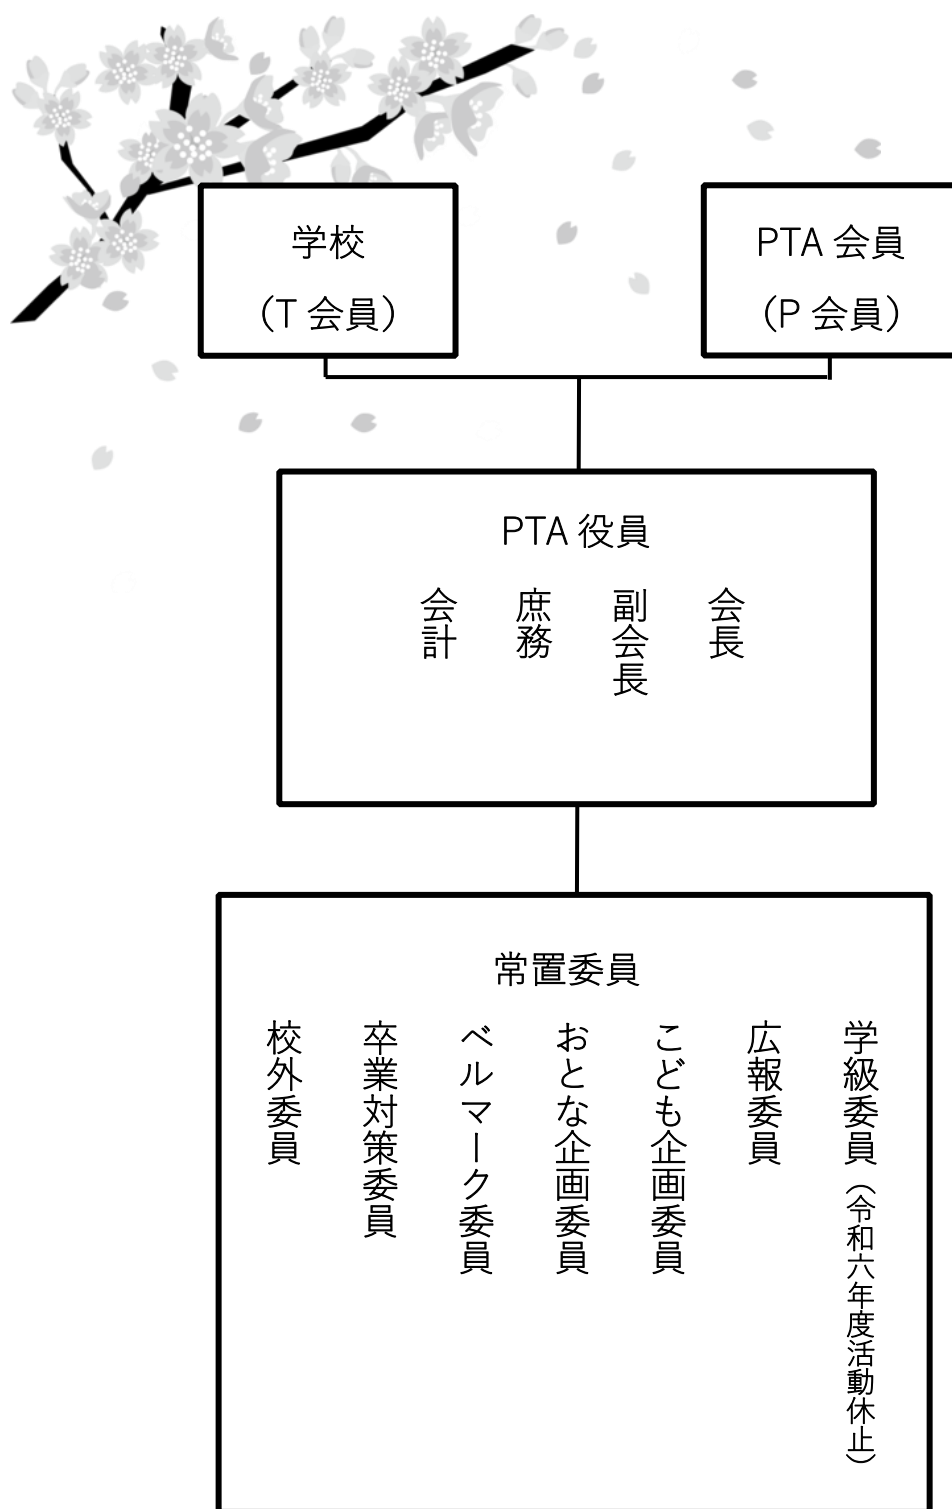 学校
（T 会員）
PTA 会員
（P 会員）
PTA 役員
会長
副会長
庶務
会計
常置委員
学級委員（令和六年度活動休止）
広報委員
こども企画委員
おとな企画委員
ベルマーク委員
卒業対策委員
校外委員